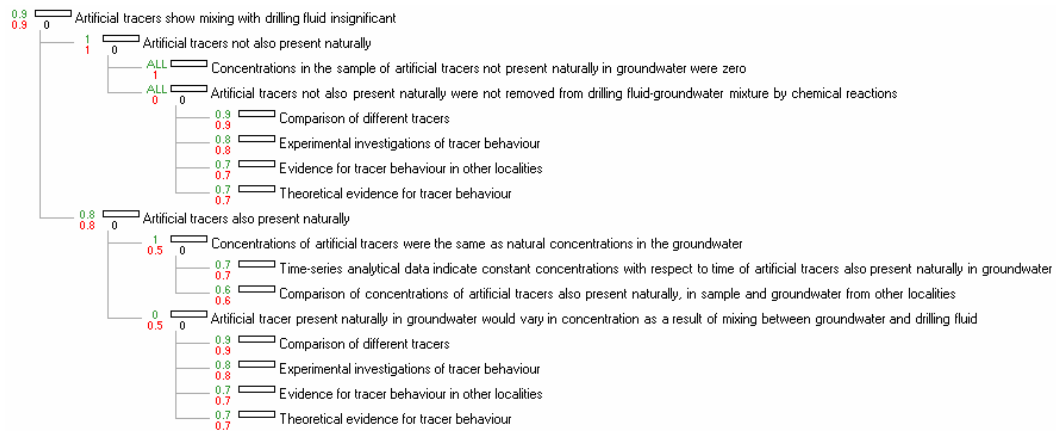 0.9 Artificial tracers show mixing with drilling fluid insignificant
0.9 0
1 Artificial tracers not also present naturally
1 0
ALL Concentrations in the sample of artificial tracers not present naturally in groundwater were zero
1
ALL Artificial tracers not also present naturally were not removed from drilling fluid-groundwater mixture by chemical reactions
0 0
0.9 Comparison of different tracers
0.9
0.8 Experimental investigations of tracer behaviour
0.8
0.7 Evidence for tracer behaviour in other localities
0.7
0.7 Theoretical evidence for tracer behaviour
0.7
0.8 Artificial tracers also present naturally
0.8 0
1 Concentrations of artificial tracers were the same as natural concentrations in the groundwater
0.5 0
0.7 Time-series analytical data indicate constant concentrations with respect to time of artificial tracers also present naturally in groundwater
0.7
0.6 Comparison of concentrations of artificial tracers also present naturally, in sample and groundwater from other localities
0.6
0 Artificial tracer present naturally in groundwater would vary in concentration as a result of mixing between groundwater and drilling fluid
0.5 0
0.9 Comparison of different tracers
0.9
0.8 Experimental investigations of tracer behaviour
0.8
0.7 Evidence for tracer behaviour in other localities
0.7
0.7 Theoretical evidence for tracer behaviour
0.7